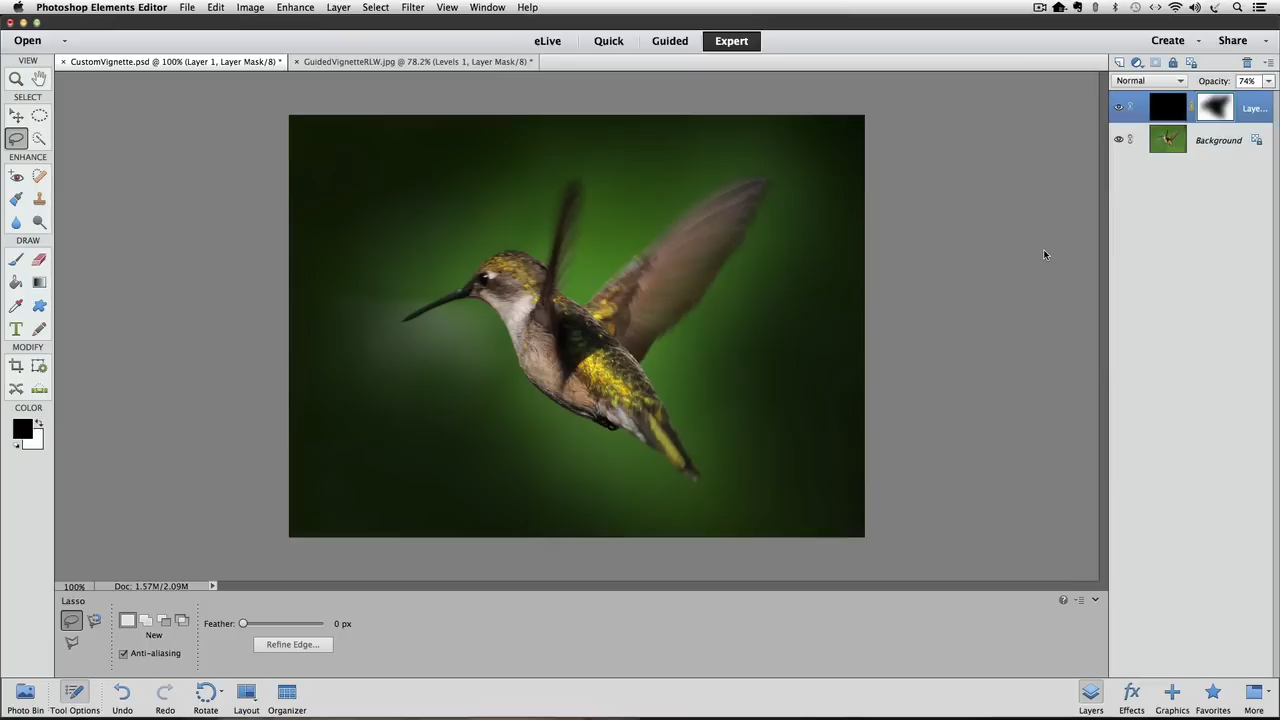 Photoshop Elements Editor File Edit Image Enhance Layer Select Filter View Window Help
Open eLive Quick Guided Expert Create Share
VIEW × CustomVignette.psd @ 100% (Layer 1, Layer Mask/8) * × GuidedVignetteRLW.jpg @ 78.2% (Levels 1, Layer Mask/8) *
Normal Opacity: 74%
SELECT
Laye...
Background
ENHANCE
DRAW
T
MODIFY
COLOR
100% Doc: 1.57M/2.09M
Lasso
New
Feather: 0 px
Refine Edge...
Anti-aliasing
Photo Bin Tool Options Undo Redo Rotate Layout Organizer Layers Effects Graphics Favorites More